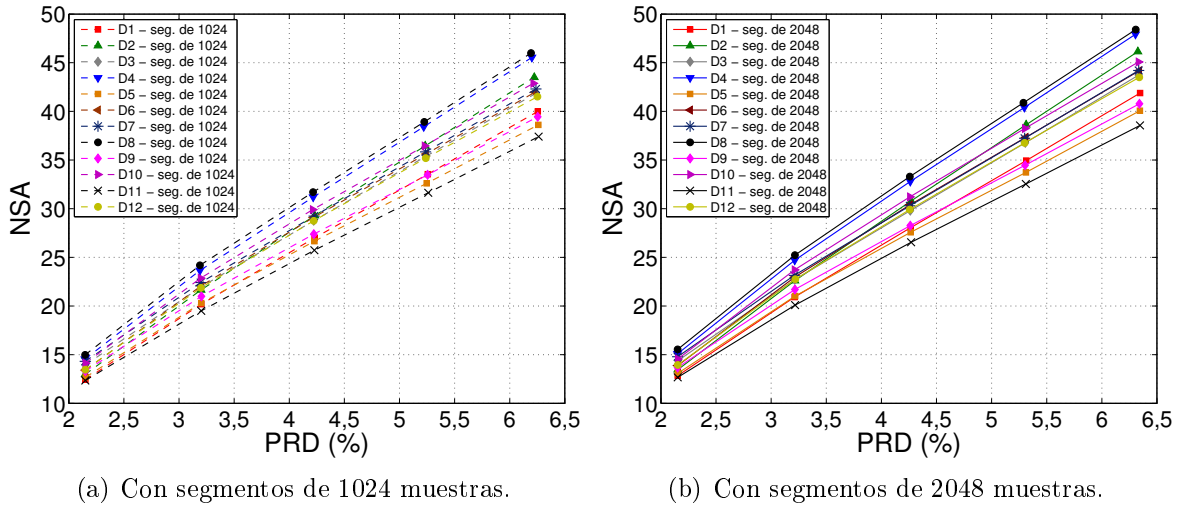 50
45
40
35
30
25
20
15
10
NSA
2
2,5
3
3,5
4
4,5
5
5,5
6
6,5
PRD (%)
D1 − seg. de 1024
D2 − seg. de 1024
D3 − seg. de 1024
D4 − seg. de 1024
D5 − seg. de 1024
D6 − seg. de 1024
D7 − seg. de 1024
D8 − seg. de 1024
D9 − seg. de 1024
D10 − seg. de 1024
D11 − seg. de 1024
D12 − seg. de 1024
(a) Con segmentos de 1024 muestras.
50
45
40
35
30
25
20
15
10
NSA
2
2,5
3
3,5
4
4,5
5
5,5
6
6,5
PRD (%)
D1 − seg. de 2048
D2 − seg. de 2048
D3 − seg. de 2048
D4 − seg. de 2048
D5 − seg. de 2048
D6 − seg. de 2048
D7 − seg. de 2048
D8 − seg. de 2048
D9 − seg. de 2048
D10 − seg. de 2048
D11 − seg. de 2048
D12 − seg. de 2048
(b) Con segmentos de 2048 muestras.